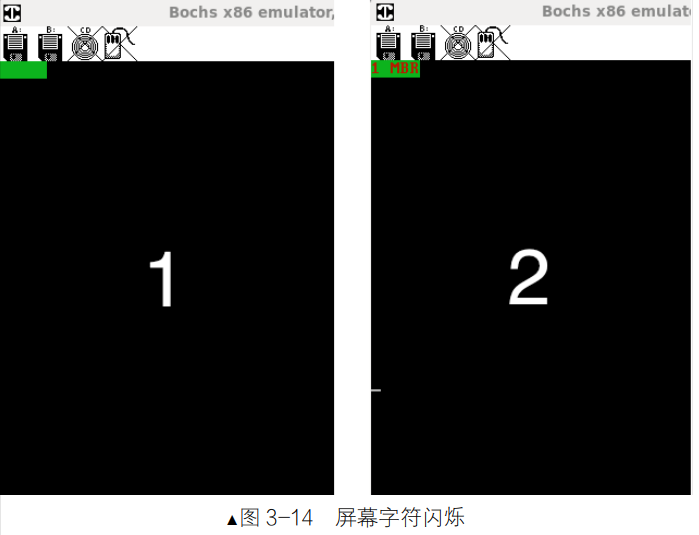 Bochs x86 emulator,
A: B: CD
1
Bochs x86 emulat
A: B: CD
1 MBR
2
▲图 3-14 屏幕字符闪烁